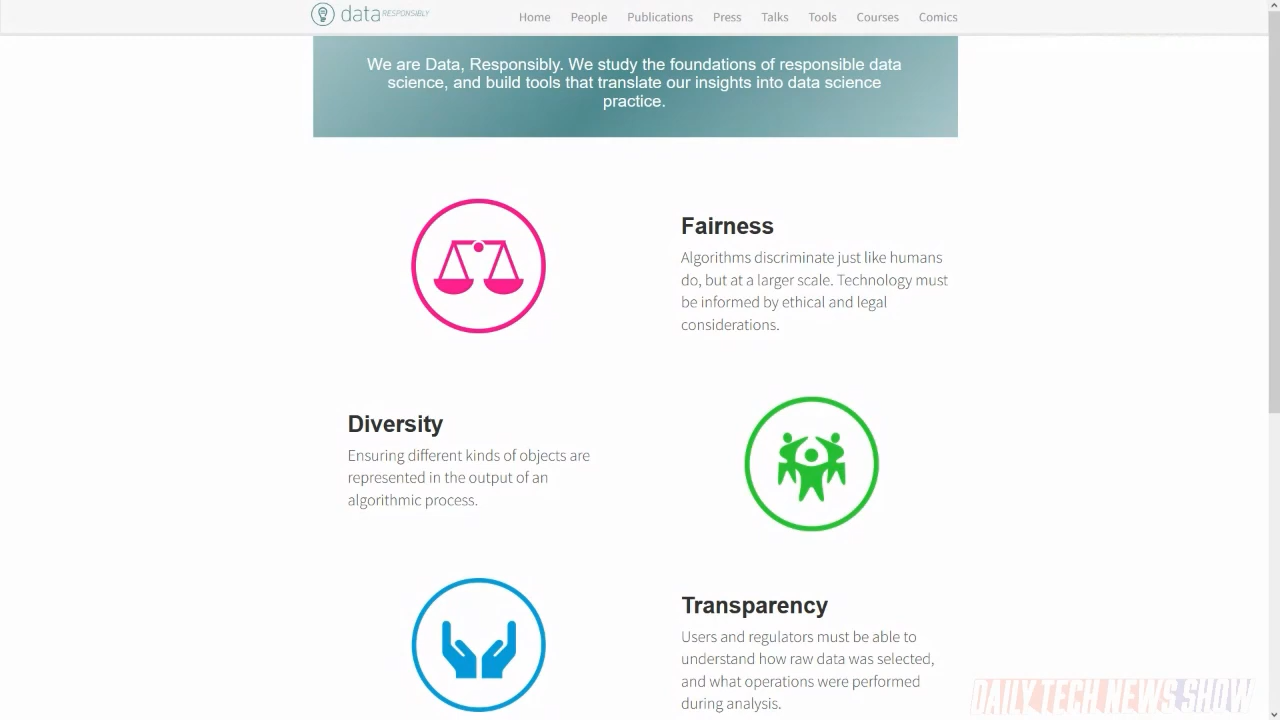 data RESPONSIBLY
Home People Publications Press Talks Tools Courses Comics
We are Data, Responsibly. We study the foundations of responsible data
science, and build tools that translate our insights into data science
practice.
Fairness
Algorithms discriminate just like humans
do, but at a larger scale. Technology must
be informed by ethical and legal
considerations.
Diversity
Ensuring different kinds of objects are
represented in the output of an
algorithmic process.
Transparency
Users and regulators must be able to
understand how raw data was selected,
and what operations were performed
during analysis.
DAILY TECH NEWS SHOW